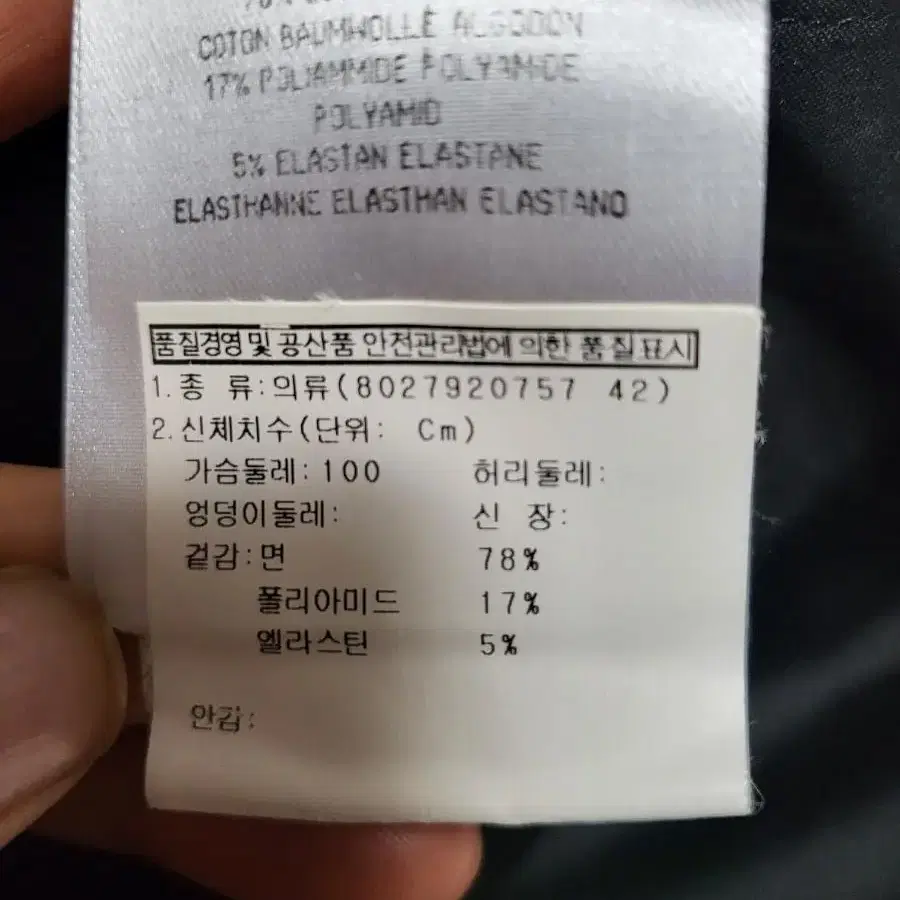 COTON BAUMWOLLE ALGODON
17% POLIAMMIDE POLYAMIDE
POLYAMID
5% ELASTAN ELASTANE
ELASTHANNE ELASTHAN ELASTANO
품질경영및 공산품 안전관리법에 의한 품질표시
1. 종 류:의류(8027920757 42)
2. 신체치수(단위: Cm)
가슴둘레:100 허리둘레:
엉덩이둘레: 신 장:
겉감:면 78%
폴리아미드 17%
엘라스틴 5%
안감: